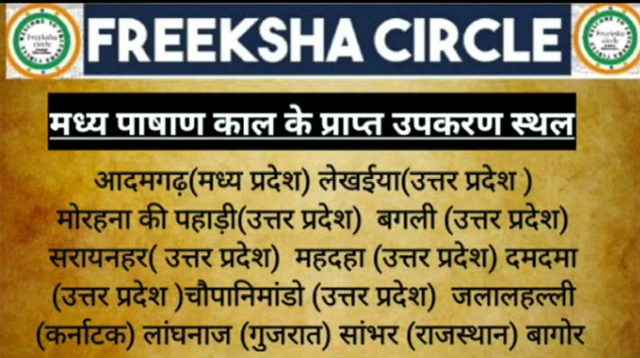 FREEKSHA CIRCLE
मध्य पाषाण काल के प्राप्त उपकरण स्थल
आदमगढ़(मध्य प्रदेश) लेखईया(उत्तर प्रदेश )
मोरहना की पहाड़ी(उत्तर प्रदेश) बगली (उत्तर प्रदेश)
सरायनहर( उत्तर प्रदेश) महदहा (उत्तर प्रदेश) दमदमा
(उत्तर प्रदेश )चौपानिमांडो (उत्तर प्रदेश) जलालहल्ली
(कर्नाटक) लांघनाज (गुजरात) सांभर (राजस्थान) बागोर